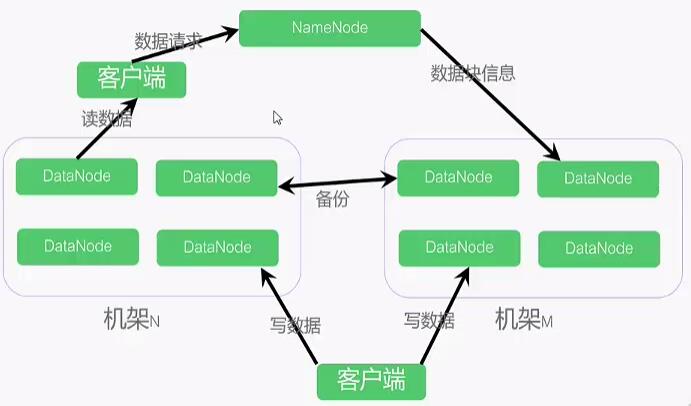 NameNode
数据请求
客户端
数据块信息
读数据
DataNode
DataNode
DataNode
DataNode
备份
DataNode
DataNode
DataNode
DataNode
机架N
写数据
写数据
机架M
客户端